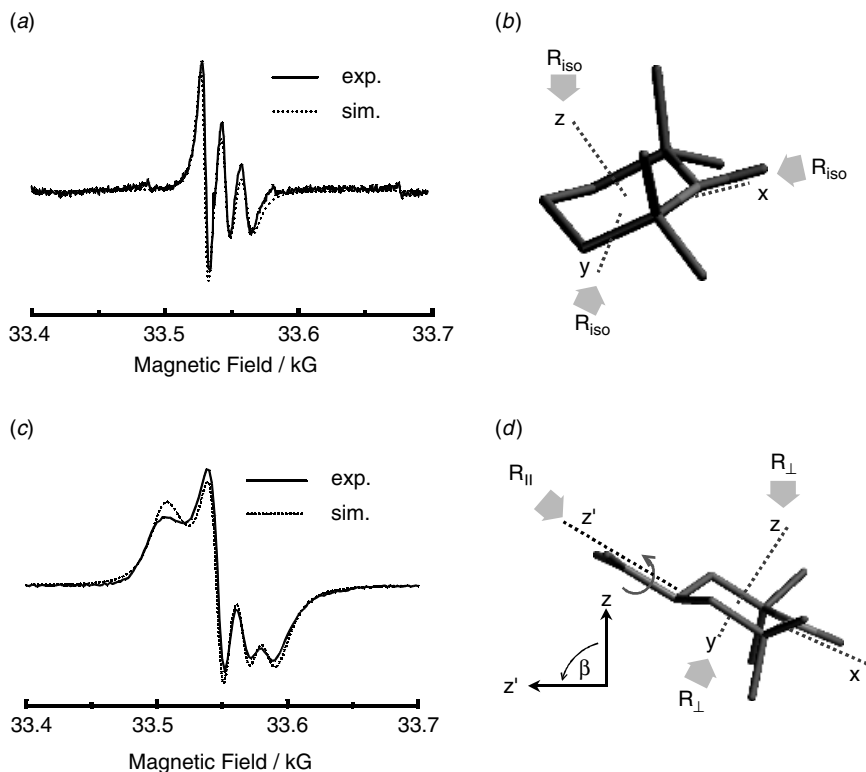 (a)
exp.
sim.
33.4 33.5 33.6 33.7
Magnetic Field / kG
(b)
R_iso
z
R_iso
x
y
R_iso
(c)
exp.
sim.
33.4 33.5 33.6 33.7
Magnetic Field / kG
(d)
R_II
R_⊥
z'
z
z
y
β
x
z'
R_⊥